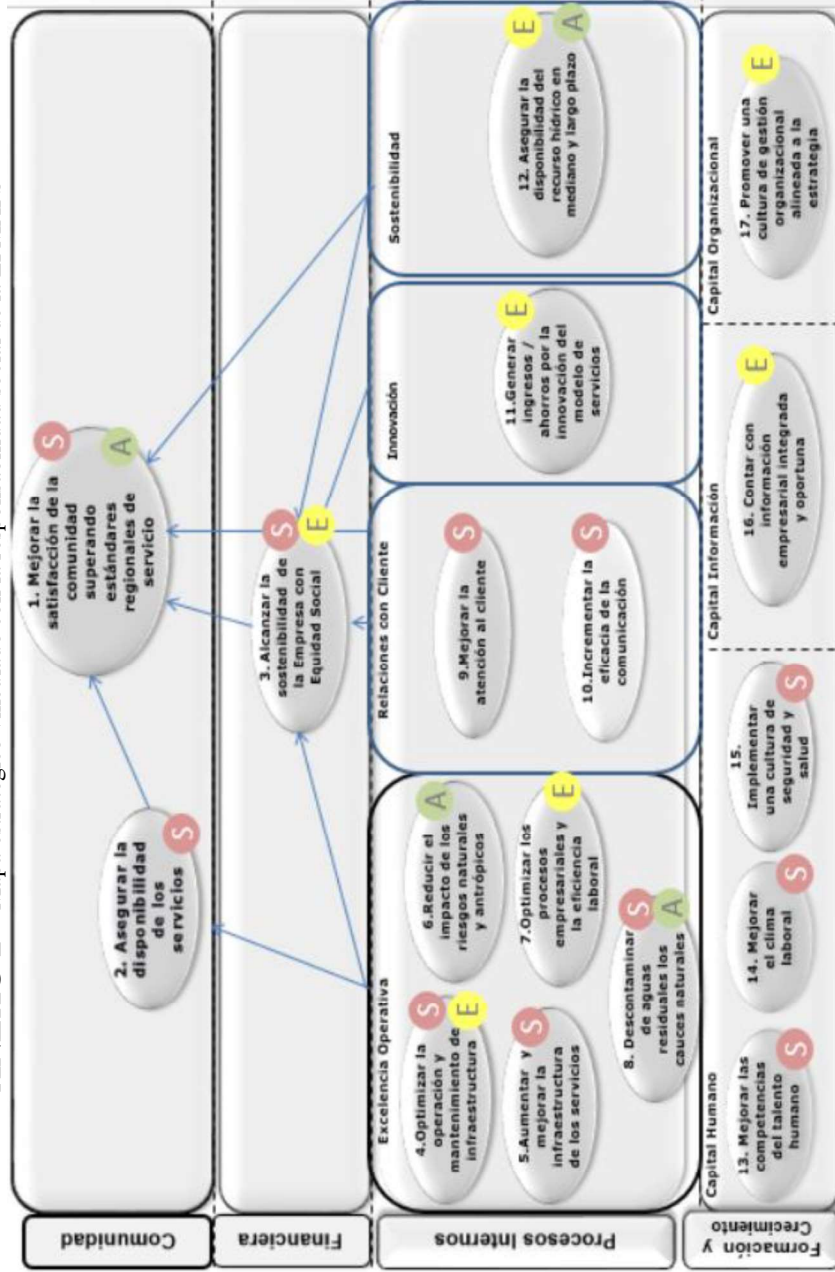 Comunidad
1. Mejorar la
satisfacción de la
comunidad
superando
estándares
regionales de
servicio
S
A
2. Asegurar la
disponibilidad
de los
servicios
S
Financiera
3. Alcanzar la
sostenibilidad de
la Empresa con
Equidad Social
S
E
Procesos Internos
Excelencia Operativa
4.Optimizar la
operación y
mantenimiento de
infraestructura
S
E
5.Aumentar y
mejorar la
infraestructura
de los servicios
S
6.Reducir el
impacto de los
riesgos naturales
y antrópicos
A
7.Optimizar los
procesos
empresariales y
la eficiencia
laboral
E
8. Descontaminar
de aguas
residuales los
cauces naturales
S
A
Relaciones con Cliente
9.Mejorar la
atención al cliente
S
10.Incrementar la
eficacia de la
comunicación
S
Innovación
11.Generar
ingresos /
ahorros por la
innovación del
modelo de
servicios
E
Sostenibilidad
12. Asegurar la
disponibilidad del
recurso hídrico en
mediano y largo plazo
E
A
Formación y
Crecimiento
Capital Humano
13. Mejorar las
competencias
del talento
humano
S
14. Mejorar
el clima
laboral
S
15.
Implementar
una cultura de
seguridad y
salud
S
Capital Información
16. Contar con
información
empresarial integrada
y oportuna
E
Capital Organizacional
17. Promover una
cultura de gestión
organizacional
alineada a la
estrategia
E